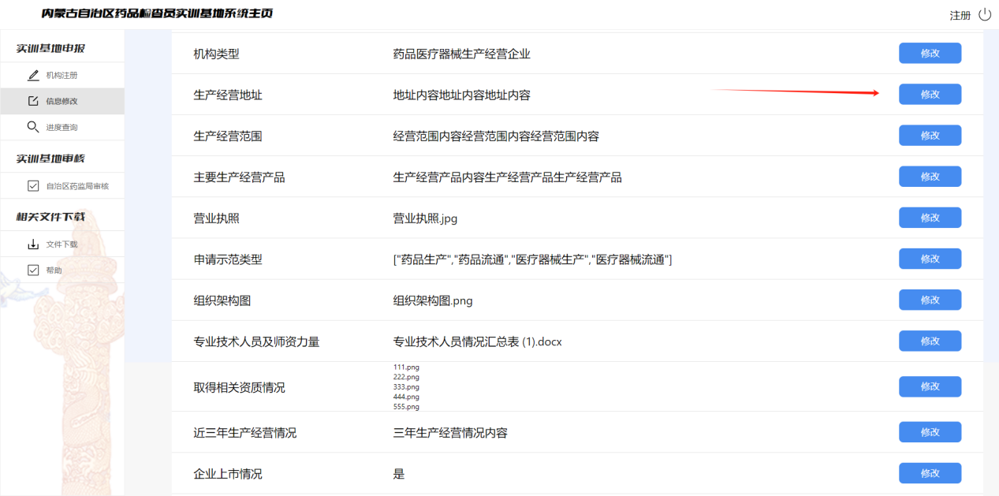 内蒙古自治区药品检查员实训基地系统主页
注册
实训基地申报
机构注册
信息修改
进度查询
实训基地审核
自治区药监局审核
相关文件下载
文件下载
帮助
机构类型 药品医疗器械生产经营企业 修改
生产经营地址 地址内容地址内容地址内容 修改
生产经营范围 经营范围内容经营范围内容经营范围内容 修改
主要生产经营产品 生产经营产品内容生产经营产品生产经营产品 修改
营业执照 营业执照.jpg 修改
申请示范类型 ["药品生产","药品流通","医疗器械生产","医疗器械流通"] 修改
组织架构图 组织架构图.png 修改
专业技术人员及师资力量 专业技术人员情况汇总表 (1).docx 修改
取得相关资质情况
111.png
222.png
333.png
444.png
555.png
修改
近三年生产经营情况 三年生产经营情况内容 修改
企业上市情况 是 修改